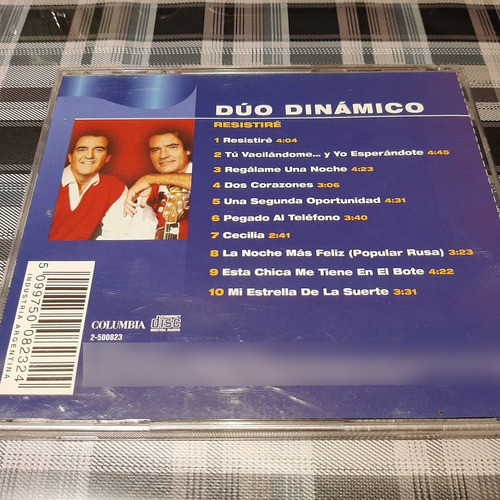 DÚO DINÁMICO
RESISTIRÉ
1 Resistiré 4:04
2 Tú Vacilándome... y Yo Esperándote 4:45
3 Regálame Una Noche 4:23
4 Dos Corazones 3:06
5 Una Segunda Oportunidad 4:31
6 Pegado Al Teléfono 3:40
7 Cecilia 2:41
8 La Noche Más Feliz (Popular Rusa) 3:23
9 Esta Chica Me Tiene En El Bote 4:22
10 Mi Estrella De La Suerte 3:31
5 099750 082324
INDUSTRIA ARGENTINA
COLUMBIA
2-500823
COMPACT
disc
DIGITAL AUDIO